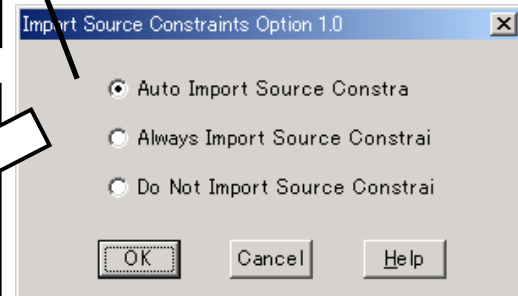 Import Source Constraints Option 1.0
Auto Import Source Constra
Always Import Source Constrai
Do Not Import Source Constrai
OK Cancel Help